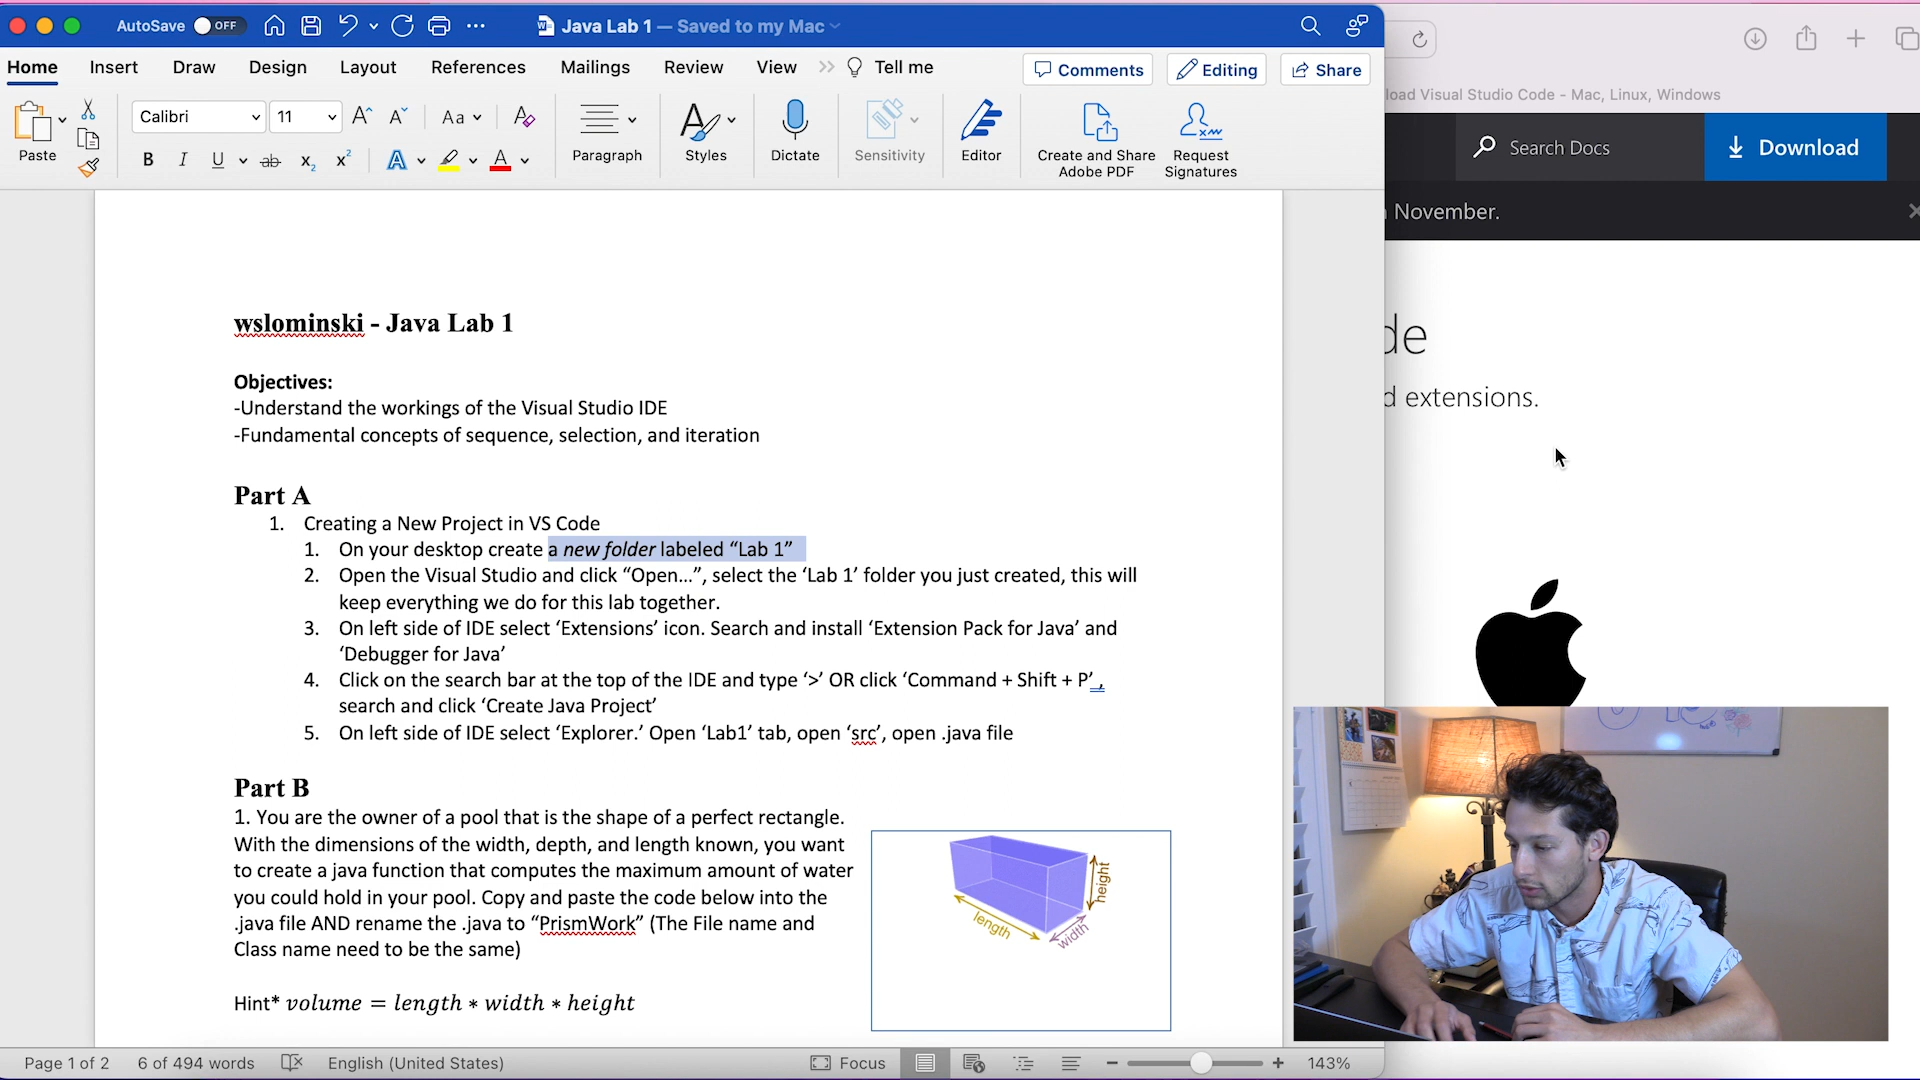 AutoSave OFF
Java Lab 1 — Saved to my Mac
Home Insert Draw Design Layout References Mailings Review View Tell me
Comments Editing Share
Calibri 11
Aa
Paste
Paragraph
Styles
Dictate
Sensitivity
Editor
Create and Share
Adobe PDF
Request
Signatures
load Visual Studio Code - Mac, Linux, Windows
Search Docs
Download
November.
de
d extensions.
wslominski - Java Lab 1
Objectives:
-Understand the workings of the Visual Studio IDE
-Fundamental concepts of sequence, selection, and iteration
Part A
1. Creating a New Project in VS Code
1. On your desktop create a new folder labeled “Lab 1”
2. Open the Visual Studio and click “Open...”, select the ‘Lab 1’ folder you just created, this will
keep everything we do for this lab together.
3. On left side of IDE select ‘Extensions’ icon. Search and install ‘Extension Pack for Java’ and
‘Debugger for Java’
4. Click on the search bar at the top of the IDE and type ‘>’ OR click ‘Command + Shift + P’ ,
search and click ‘Create Java Project’
5. On left side of IDE select ‘Explorer.’ Open ‘Lab1’ tab, open ‘src’, open .java file
Part B
1. You are the owner of a pool that is the shape of a perfect rectangle.
With the dimensions of the width, depth, and length known, you want
to create a java function that computes the maximum amount of water
you could hold in your pool. Copy and paste the code below into the
.java file AND rename the .java to “PrismWork” (The File name and
Class name need to be the same)
Hint* volume = length ∗ width ∗ height
length
width
height
Page 1 of 2 6 of 494 words English (United States)
Focus
143%